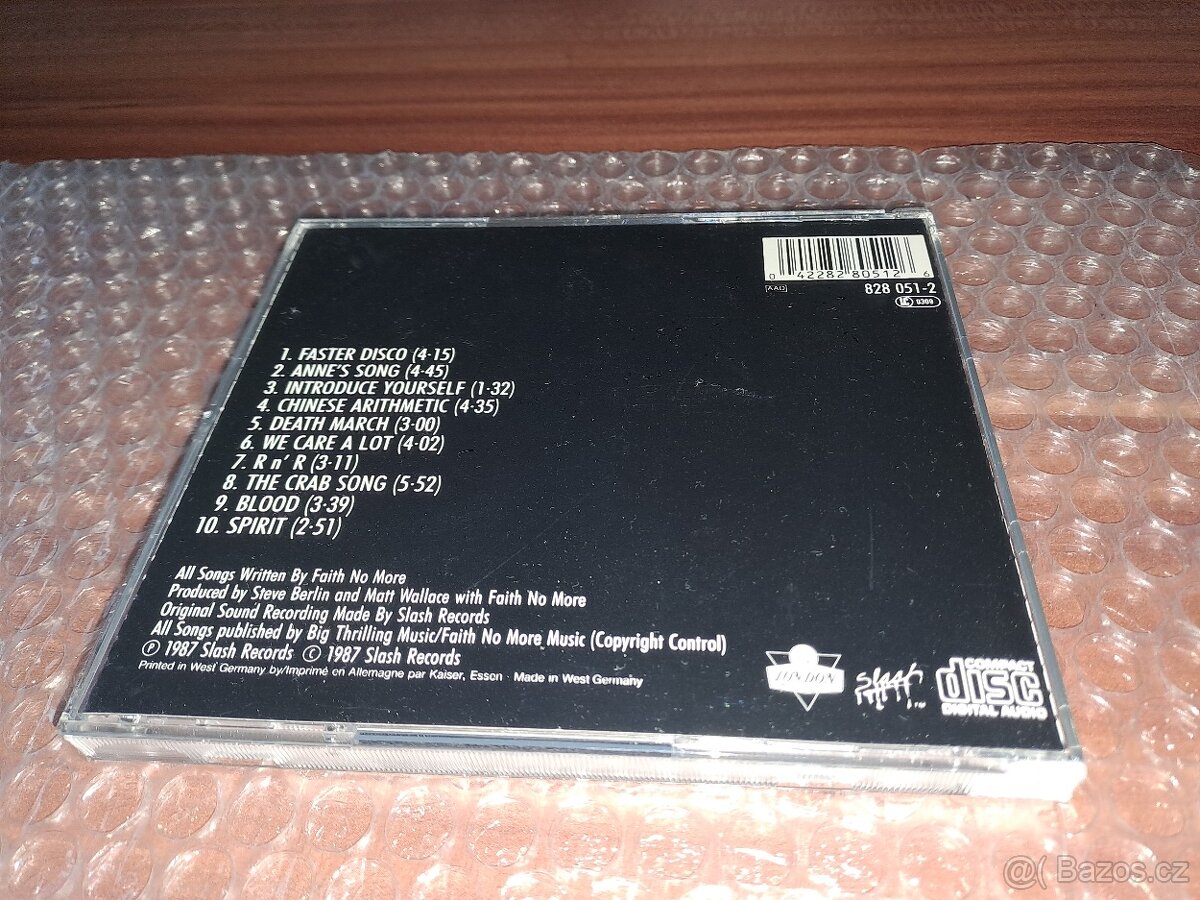 0 42282 80512 6
AAD
828 051-2
LC 0309
1. FASTER DISCO (4·15)
2. ANNE'S SONG (4·45)
3. INTRODUCE YOURSELF (1·32)
4. CHINESE ARITHMETIC (4·35)
5. DEATH MARCH (3·00)
6. WE CARE A LOT (4·02)
7. R n' R (3·11)
8. THE CRAB SONG (5·52)
9. BLOOD (3·39)
10. SPIRIT (2·51)
All Songs Written By Faith No More
Produced by Steve Berlin and Matt Wallace with Faith No More
Original Sound Recording Made By Slash Records
All Songs published by Big Thrilling Music/Faith No More Music (Copyright Control)
℗ 1987 Slash Records © 1987 Slash Records
Printed in West Germany by/Imprimé en Allemagne par Kaiser, Essen · Made in West Germany
LONDON
slash
COMPACT
disc
DIGITAL AUDIO
Bazos.cz